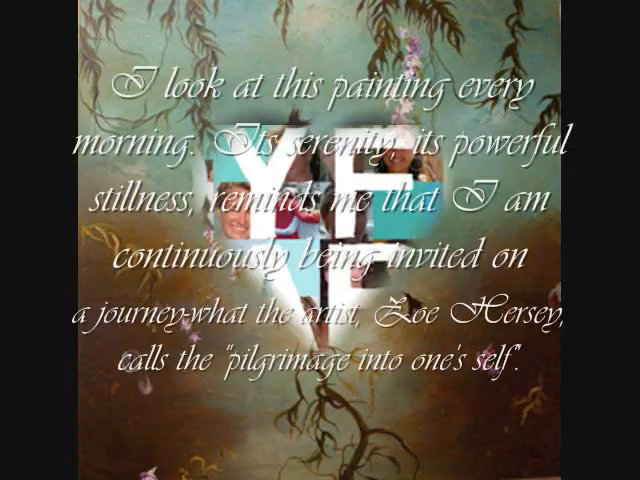 I look at this painting every
morning. Its serenity, its powerful
stillness, reminds me that I am
continuously being invited on
a journey-what the artist, Zoe Hersey,
calls the "pilgrimage into one's self".